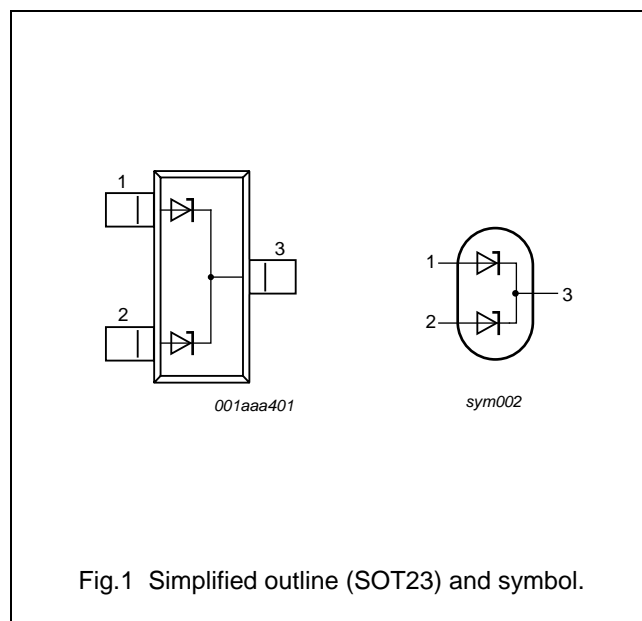 1
3
2
001aaa401
1
3
2
sym002
Fig.1 Simplified outline (SOT23) and symbol.